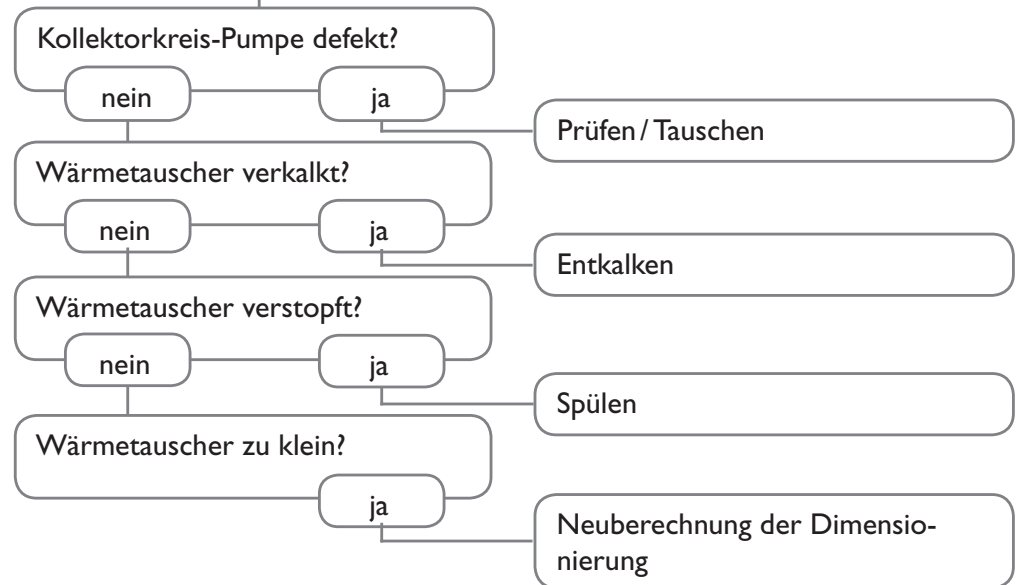 Kollektorkreis-Pumpe defekt?
nein
ja
Prüfen / Tauschen
Wärmetauscher verkalkt?
nein
ja
Entkalken
Wärmetauscher verstopft?
nein
ja
Spülen
Wärmetauscher zu klein?
ja
Neuberechnung der Dimensio-
nierung